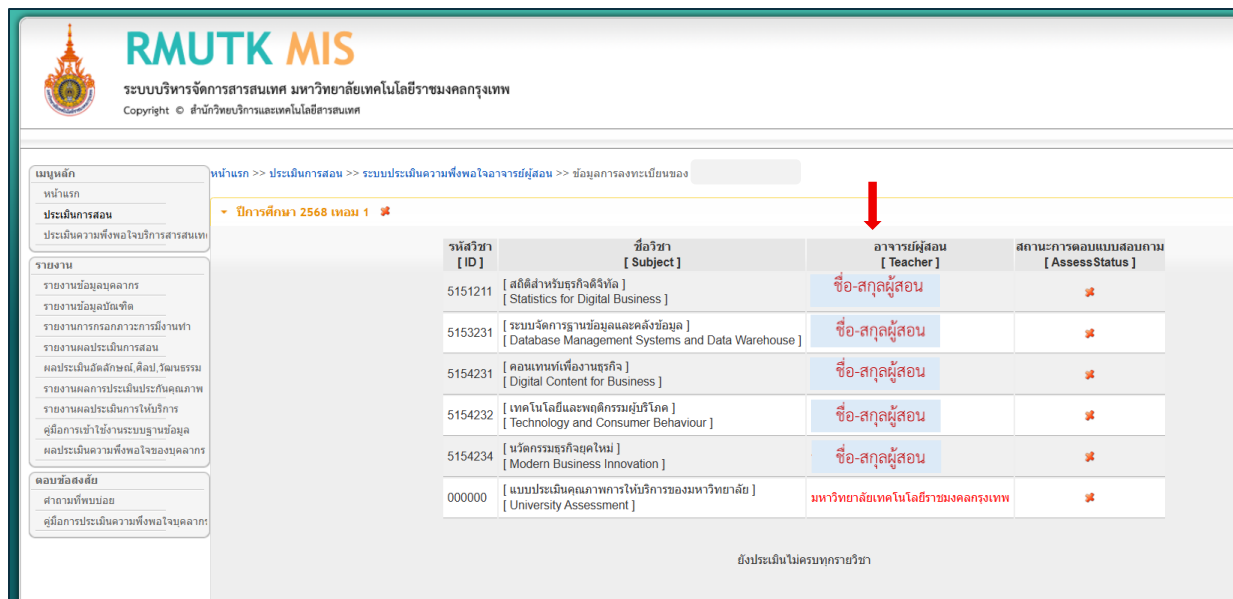 RMUTK MIS
ระบบบริหารจัดการสารสนเทศ มหาวิทยาลัยเทคโนโลยีราชมงคลกรุงเทพ
Copyright © สำนักวิทยบริการและเทคโนโลยีสารสนเทศ
เมนูหลัก
หน้าแรก
ประเมินการสอน
ประเมินความพึงพอใจบริการสารสนเท
รายงาน
รายงานข้อมูลบุคลากร
รายงานข้อมูลบัณฑิต
รายงานการกรอกภาวะการมีงานทำ
รายงานผลประเมินการสอน
ผลประเมินอัตลักษณ์,ศิลป,วัฒนธรรม
รายงานผลการประเมินประกันคุณภาพ
รายงานผลประเมินการให้บริการ
คู่มือการเข้าใช้งานระบบฐานข้อมูล
ผลประเมินความพึงพอใจของบุคลากร
ตอบข้อสงสัย
คำถามที่พบบ่อย
คู่มือการประเมินความพึงพอใจบุคลากร
หน้าแรก >> ประเมินการสอน >> ระบบประเมินความพึงพอใจอาจารย์ผู้สอน >> ข้อมูลการลงทะเบียนของ
ปีการศึกษา 2568 เทอม 1
รหัสวิชา ชื่อวิชา อาจารย์ผู้สอน สถานะการตอบแบบสอบถาม
[ ID ] [ Subject ] [ Teacher ] [ AssessStatus ]
5151211 [ สถิติสำหรับธุรกิจดิจิทัล ] ชื่อ-สกุลผู้สอน
[ Statistics for Digital Business ]
5153231 [ ระบบจัดการฐานข้อมูลและคลังข้อมูล ] ชื่อ-สกุลผู้สอน
[ Database Management Systems and Data Warehouse ]
5154231 [ คอนเทนท์เพื่องานธุรกิจ ] ชื่อ-สกุลผู้สอน
[ Digital Content for Business ]
5154232 [ เทคโนโลยีและพฤติกรรมผู้บริโภค ] ชื่อ-สกุลผู้สอน
[ Technology and Consumer Behaviour ]
5154234 [ นวัตกรรมธุรกิจยุคใหม่ ] ชื่อ-สกุลผู้สอน
[ Modern Business Innovation ]
000000 [ แบบประเมินคุณภาพการให้บริการของมหาวิทยาลัย ] มหาวิทยาลัยเทคโนโลยีราชมงคลกรุงเทพ
[ University Assessment ]
ยังประเมินไม่ครบทุกรายวิชา